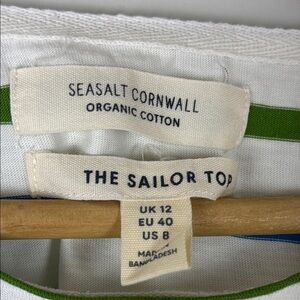 SEASALT CORNWALL
ORGANIC COTTON
THE SAILOR TOP
UK 12
EU 40
US 8
MADE IN
BANGLADESH